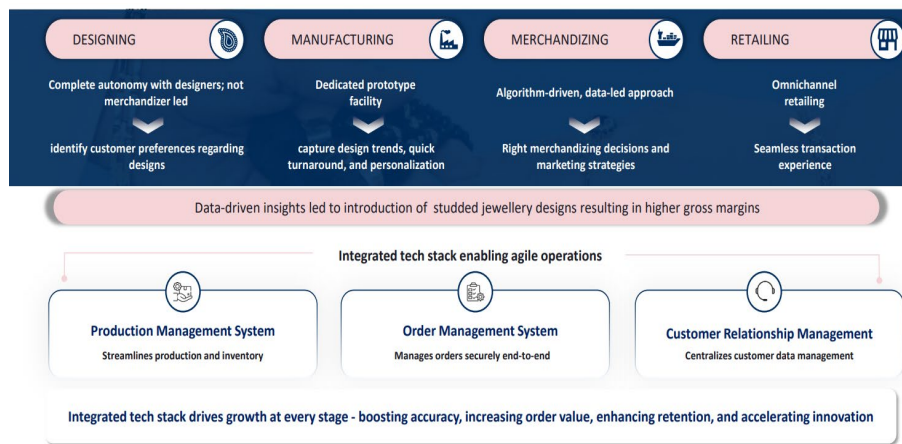 DESIGNING
MANUFACTURING
MERCHANDIZING
RETAILING
Complete autonomy with designers; not
merchandizer led
identify customer preferences regarding
designs
Dedicated prototype
facility
capture design trends, quick
turnaround, and personalization
Algorithm-driven, data-led approach
Right merchandizing decisions and
marketing strategies
Omnichannel
retailing
Seamless transaction
experience
Data-driven insights led to introduction of studded jewellery designs resulting in higher gross margins
Integrated tech stack enabling agile operations
Production Management System
Streamlines production and inventory
Order Management System
Manages orders securely end-to-end
Customer Relationship Management
Centralizes customer data management
Integrated tech stack drives growth at every stage - boosting accuracy, increasing order value, enhancing retention, and accelerating innovation